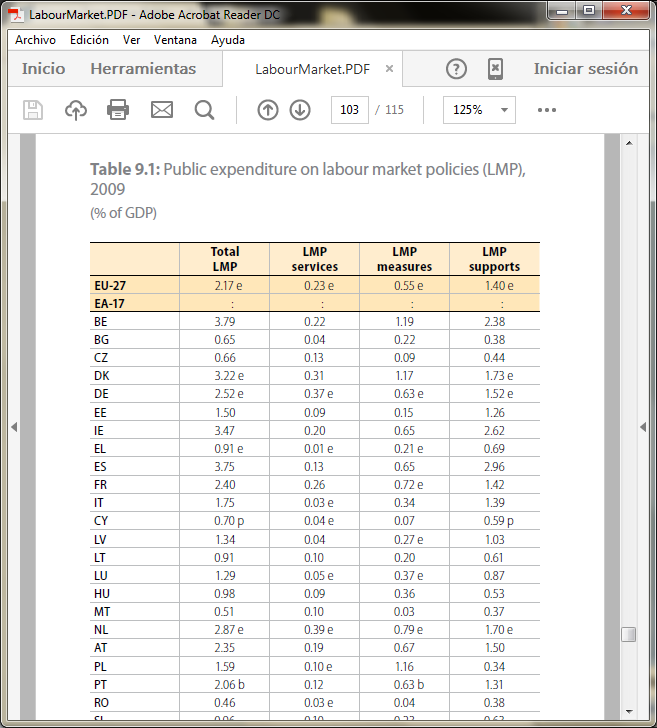 LabourMarket.PDF - Adobe Acrobat Reader DC
Archivo Edición Ver Ventana Ayuda
Inicio Herramientas LabourMarket.PDF × ? Iniciar sesión
103 / 115 125%
Table 9.1: Public expenditure on labour market policies (LMP),
2009
(% of GDP)
Total LMP LMP LMP
LMP services measures supports
EU-27 2.17 e 0.23 e 0.55 e 1.40 e
EA-17 : : : :
BE 3.79 0.22 1.19 2.38
BG 0.65 0.04 0.22 0.38
CZ 0.66 0.13 0.09 0.44
DK 3.22 e 0.31 1.17 1.73 e
DE 2.52 e 0.37 e 0.63 e 1.52 e
EE 1.50 0.09 0.15 1.26
IE 3.47 0.20 0.65 2.62
EL 0.91 e 0.01 e 0.21 e 0.69
ES 3.75 0.13 0.65 2.96
FR 2.40 0.26 0.72 e 1.42
IT 1.75 0.03 e 0.34 1.39
CY 0.70 p 0.04 e 0.07 0.59 p
LV 1.34 0.04 0.27 e 1.03
LT 0.91 0.10 0.20 0.61
LU 1.29 0.05 e 0.37 e 0.87
HU 0.98 0.09 0.36 0.53
MT 0.51 0.10 0.03 0.37
NL 2.87 e 0.39 e 0.79 e 1.70 e
AT 2.35 0.19 0.67 1.50
PL 1.59 0.10 e 1.16 0.34
PT 2.06 b 0.12 0.63 b 1.31
RO 0.46 0.03 e 0.04 0.38